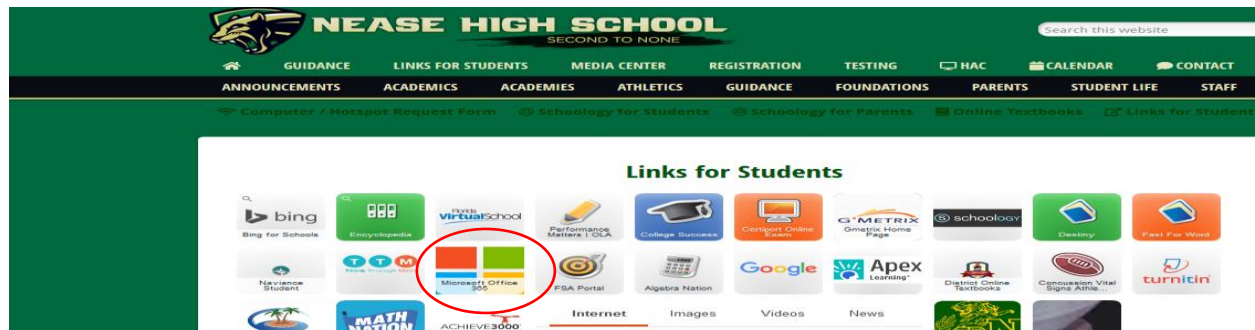 NEASE HIGH SCHOOL
SECOND TO NONE
Search this website
GUIDANCE LINKS FOR STUDENTS MEDIA CENTER REGISTRATION TESTING HAC CALENDAR CONTACT
ANNOUNCEMENTS ACADEMICS ACADEMIES ATHLETICS GUIDANCE FOUNDATIONS PARENTS STUDENT LIFE STAFF
Computer / Hotspot Request Form Schoology for Students Schoology for Parents Online Textbooks Links for Student
Links for Students
bing
Bing for Schools
Encyclopedia
Florida
VirtualSchool
Performance
Matters | OLA
College Success
Certiport Online
Exam
G*METRIX
Gmetrix Home
Page
S schoology
Destiny
Fast For Word
Naviance
Student
TTM
Think Through Math
Microsoft Office
365
FSA Portal
Algebra Nation
Google
Apex
Learning
District Online
Textbooks
Concussion Vital
Signs Athle...
turnitin
MATH
NATION
ACHIEVE3000
Internet Images Videos News
N